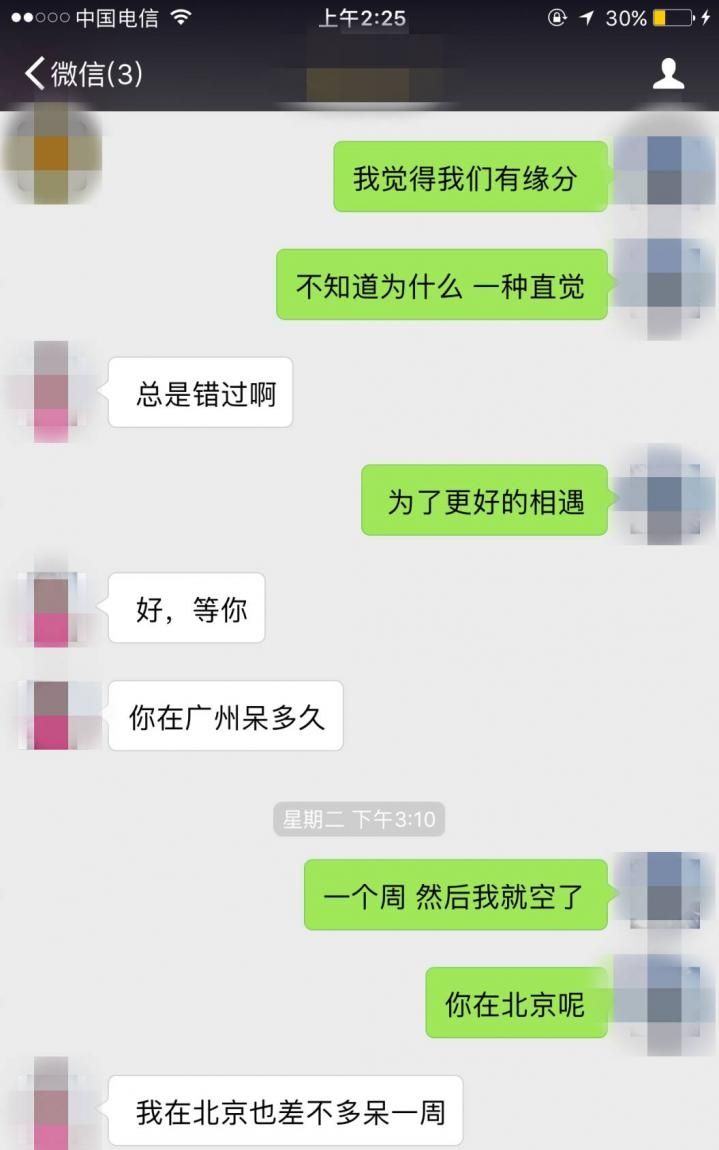 中国电信 上午2:25 30%
微信(3)
我觉得我们有缘分
不知道为什么 一种直觉
总是错过啊
为了更好的相遇
好，等你
你在广州呆多久
星期二 下午3:10
一个周 然后我就空了
你在北京呢
我在北京也差不多呆一周